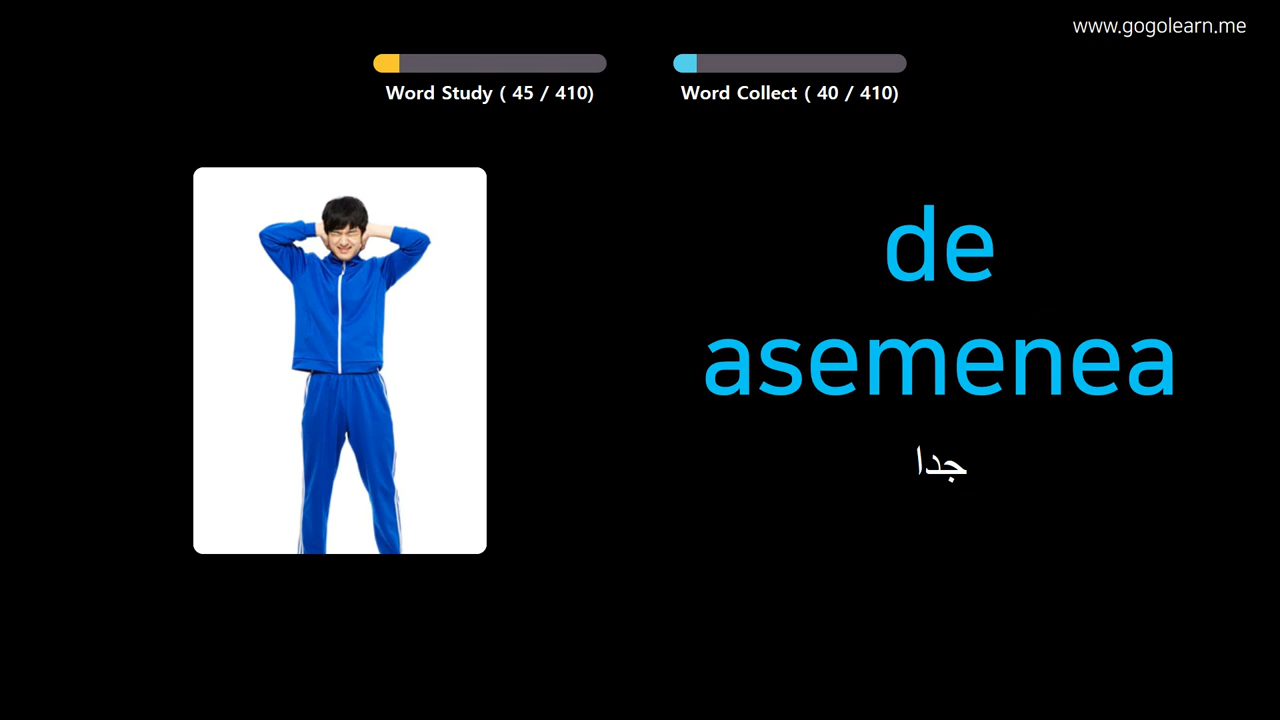 www.gogolearn.me
Word Study ( 45 / 410)
Word Collect ( 40 / 410)
de
asemenea
جدا